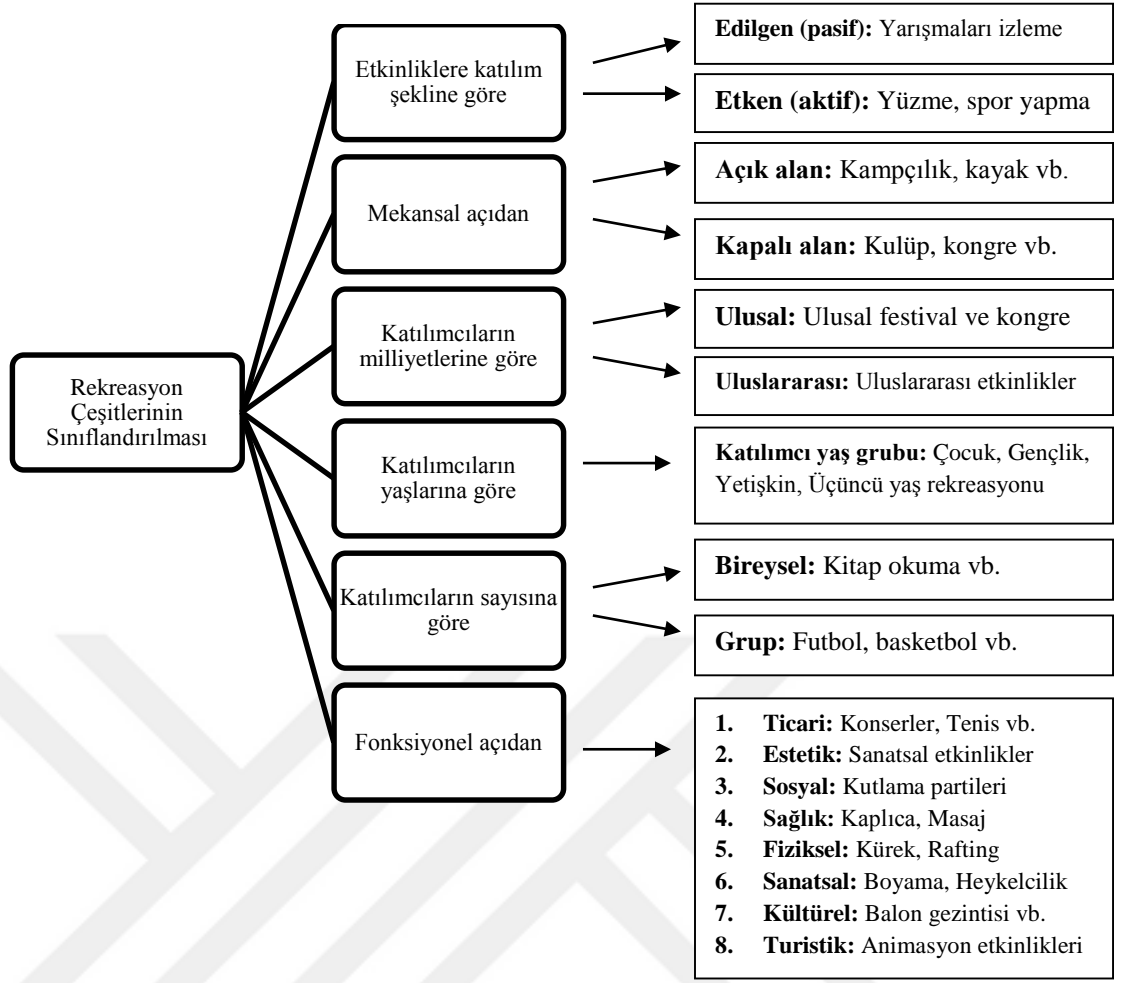 Rekreasyon
Çeşitlerinin
Sınıflandırılması
Etkinliklere katılım
şekline göre
Edilgen (pasif): Yarışmaları izleme
Etken (aktif): Yüzme, spor yapma
Mekansal açıdan
Açık alan: Kampçılık, kayak vb.
Kapalı alan: Kulüp, kongre vb.
Katılımcıların
milliyetlerine göre
Ulusal: Ulusal festival ve kongre
Uluslararası: Uluslararası etkinlikler
Katılımcıların
yaşlarına göre
Katılımcı yaş grubu: Çocuk, Gençlik,
Yetişkin, Üçüncü yaş rekreasyonu
Katılımcıların sayısına
göre
Bireysel: Kitap okuma vb.
Grup: Futbol, basketbol vb.
Fonksiyonel açıdan
1. Ticari: Konserler, Tenis vb.
2. Estetik: Sanatsal etkinlikler
3. Sosyal: Kutlama partileri
4. Sağlık: Kaplıca, Masaj
5. Fiziksel: Kürek, Rafting
6. Sanatsal: Boyama, Heykelcilik
7. Kültürel: Balon gezintisi vb.
8. Turistik: Animasyon etkinlikleri